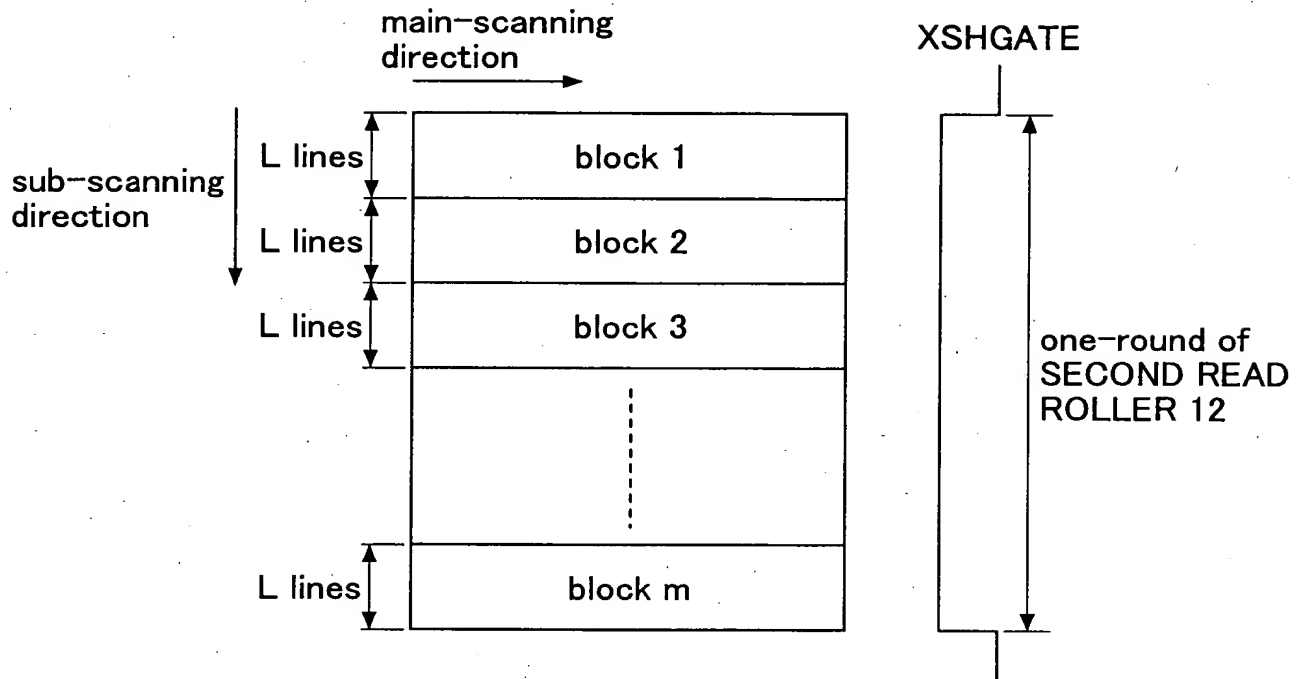 main-scanning
direction
XSHGATE
sub-scanning
direction
L lines
block 1
L lines
block 2
L lines
block 3
one-round of
SECOND READ
ROLLER 12
L lines
block m